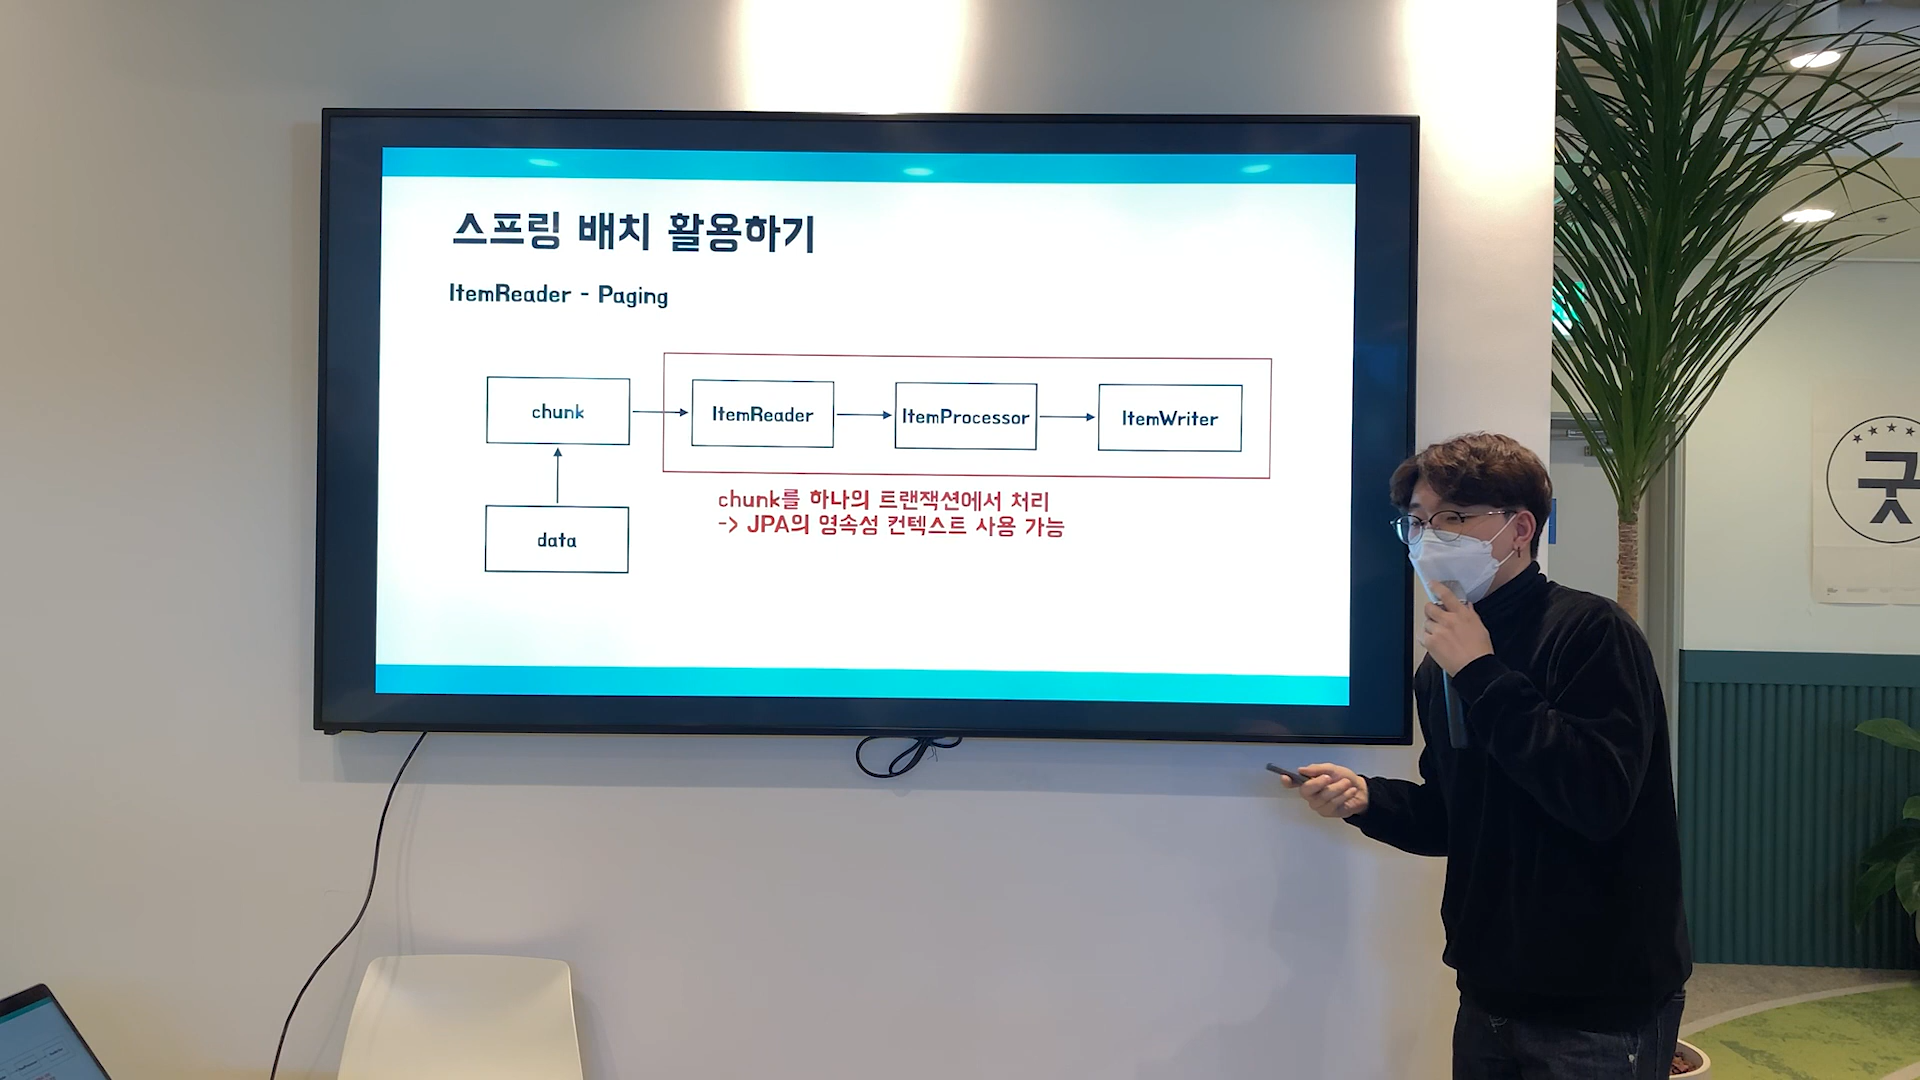 스프링 배치 활용하기
ItemReader - Paging
chunk
ItemReader
ItemProcessor
ItemWriter
chunk를 하나의 트랜잭션에서 처리
-> JPA의 영속성 컨텍스트 사용 가능
data
굿